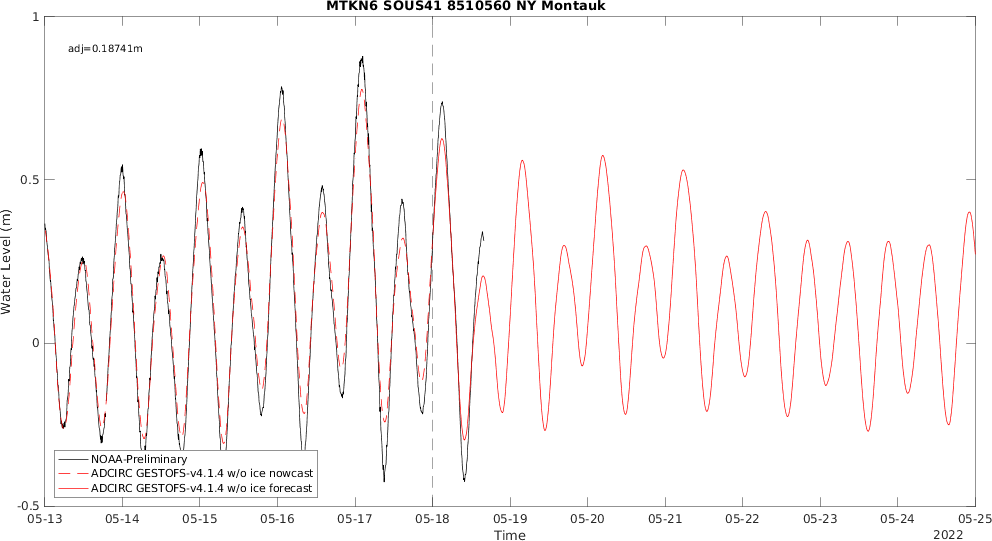 MTKN6 SOUS41 8510560 NY Montauk
adj=0.18741m
Water Level (m)
1
0.5
0
-0.5
NOAA-Preliminary
ADCIRC GESTOFS-v4.1.4 w/o ice nowcast
ADCIRC GESTOFS-v4.1.4 w/o ice forecast
05-13 05-14 05-15 05-16 05-17 05-18 05-19 05-20 05-21 05-22 05-23 05-24 05-25
Time
2022